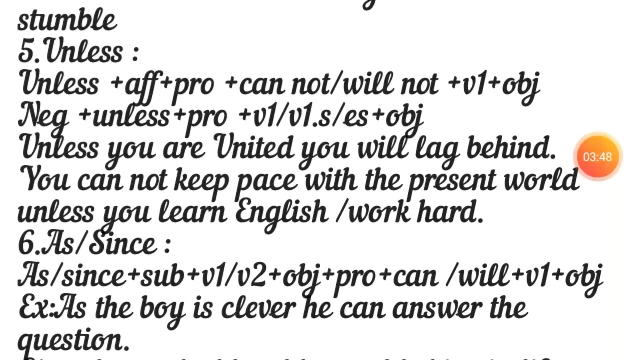 stumble
5.Unless :
Unless +aff+pro +can not/will not +v1+obj
Neg +unless+pro +v1/v1.s/es+obj
Unless you are United you will lag behind.
03:48
You can not keep pace with the present world
unless you learn English /work hard.
6.As/Since :
As/since+sub+v1/v2+obj+pro+can /will+v1+obj
Ex:As the boy is clever he can answer the
question.